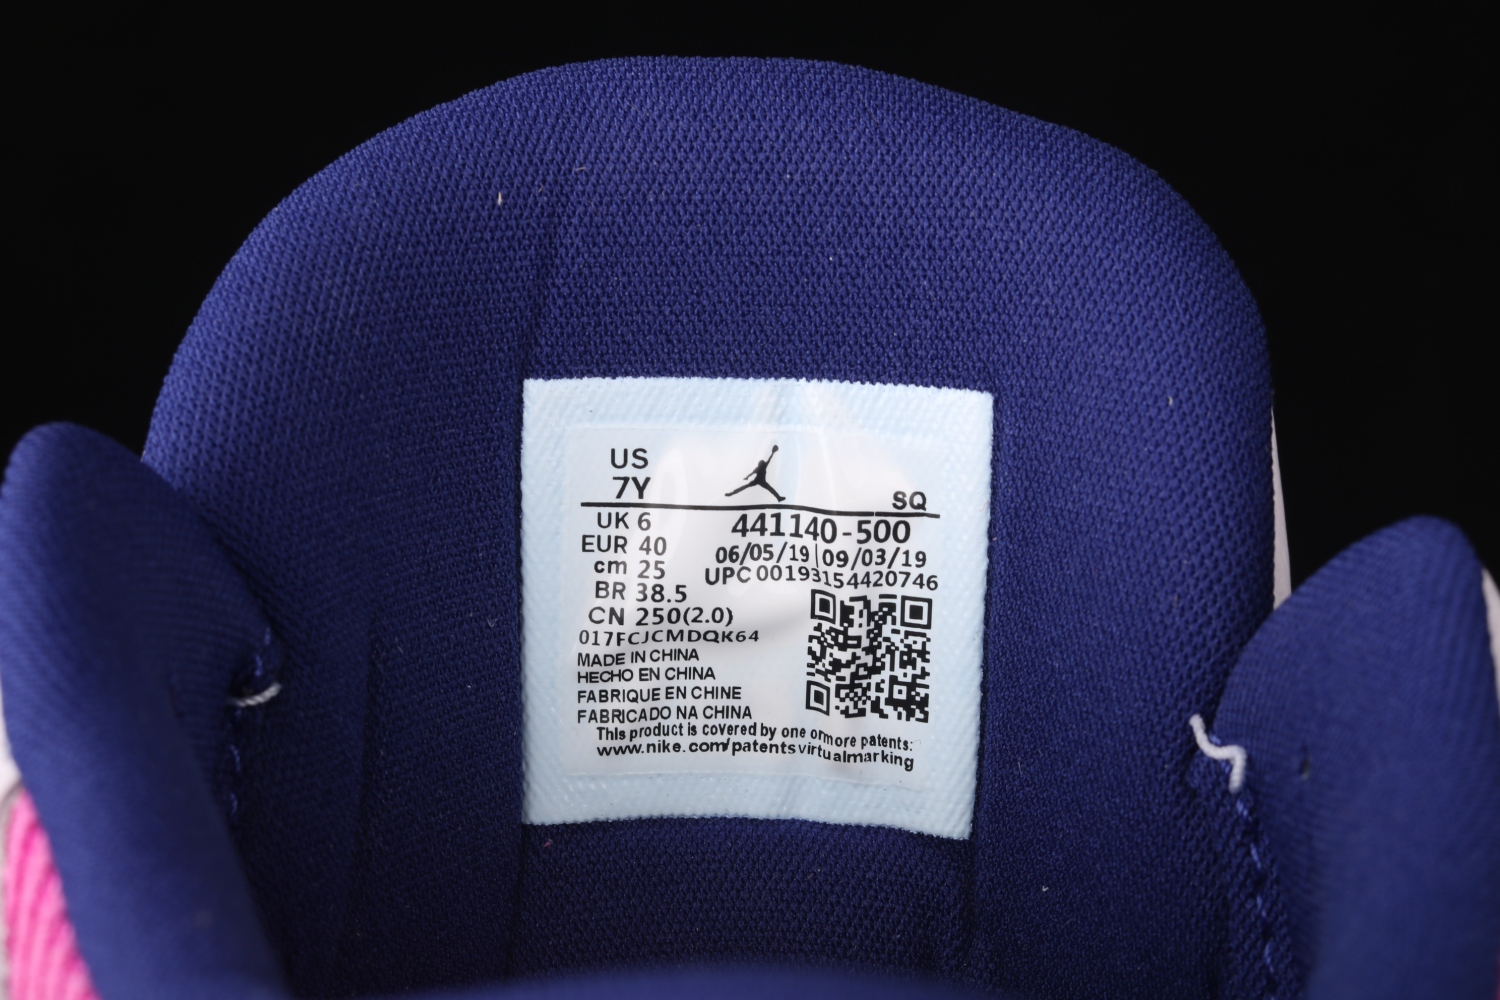 US
7Y
SQ
UK 6
EUR 40
cm 25
BR 38.5
CN 250(2.0)
441140-500
06/05/19|09/03/19
UPC 00193154420746
017FCJCMDQK64
MADE IN CHINA
HECHO EN CHINA
FABRIQUE EN CHINE
FABRICADO NA CHINA
This product is covered by one ormore patents:
www.nike.com/patentsvirtualmarking